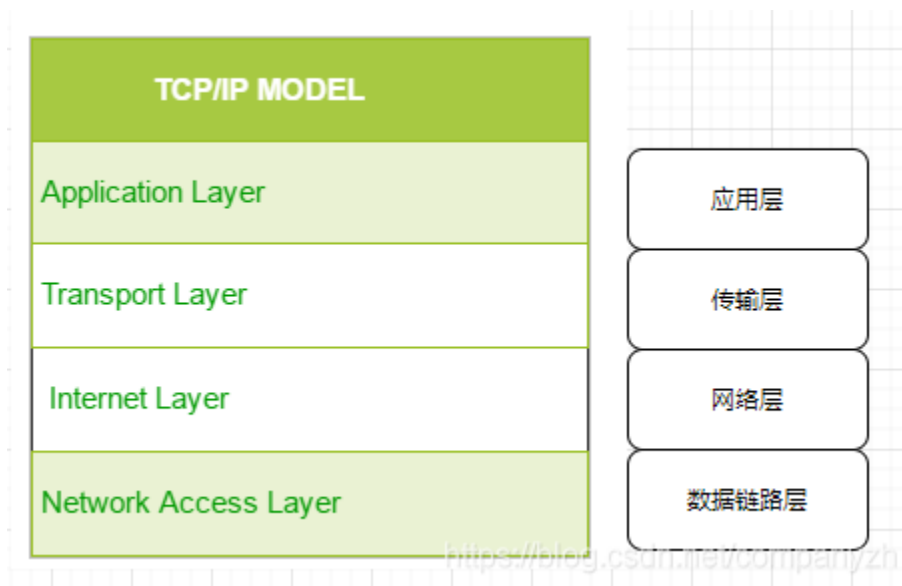 TCP/IP MODEL
Application Layer
应用层
Transport Layer
传输层
Internet Layer
网络层
Network Access Layer
数据链路层
https://blog.csdn.net/companyzh